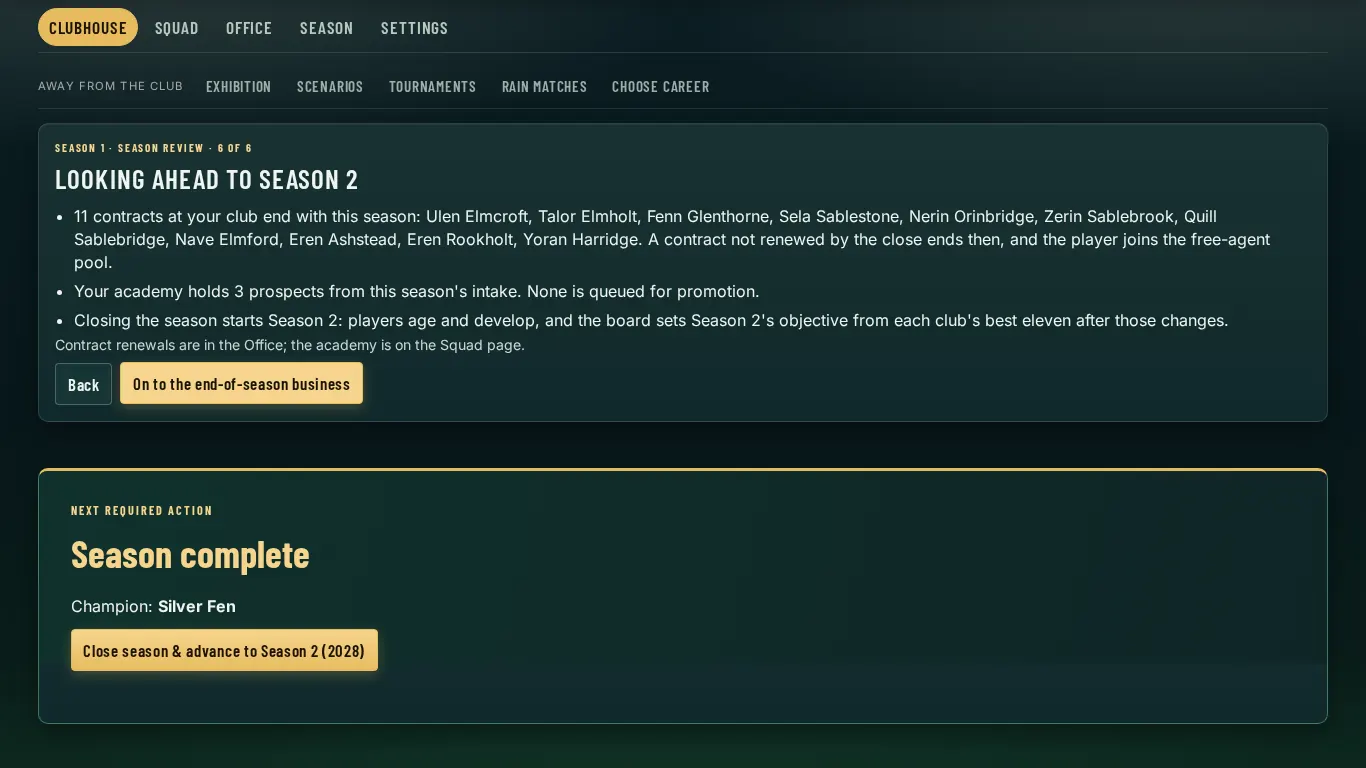 CLUBHOUSE SQUAD OFFICE SEASON SETTINGS
AWAY FROM THE CLUB EXHIBITION SCENARIOS TOURNAMENTS RAIN MATCHES CHOOSE CAREER
SEASON 1 · SEASON REVIEW · 6 OF 6
LOOKING AHEAD TO SEASON 2
• 11 contracts at your club end with this season: Ulen Elmcroft, Talor Elmholt, Fenn Glenthorne, Sela Sablestone, Nerin Orinbridge, Zerin Sablebrook, Quill
Sablebridge, Nave Elmford, Eren Ashstead, Eren Rookholt, Yoran Harridge. A contract not renewed by the close ends then, and the player joins the free-agent
pool.
• Your academy holds 3 prospects from this season's intake. None is queued for promotion.
• Closing the season starts Season 2: players age and develop, and the board sets Season 2's objective from each club's best eleven after those changes.
Contract renewals are in the Office; the academy is on the Squad page.
Back On to the end-of-season business
NEXT REQUIRED ACTION
Season complete
Champion: Silver Fen
Close season & advance to Season 2 (2028)